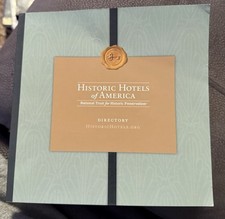 HISTORIC HOTELS
of AMERICA
National Trust for Historic Preservation
DIRECTORY
HISTORICHOTELS.ORG